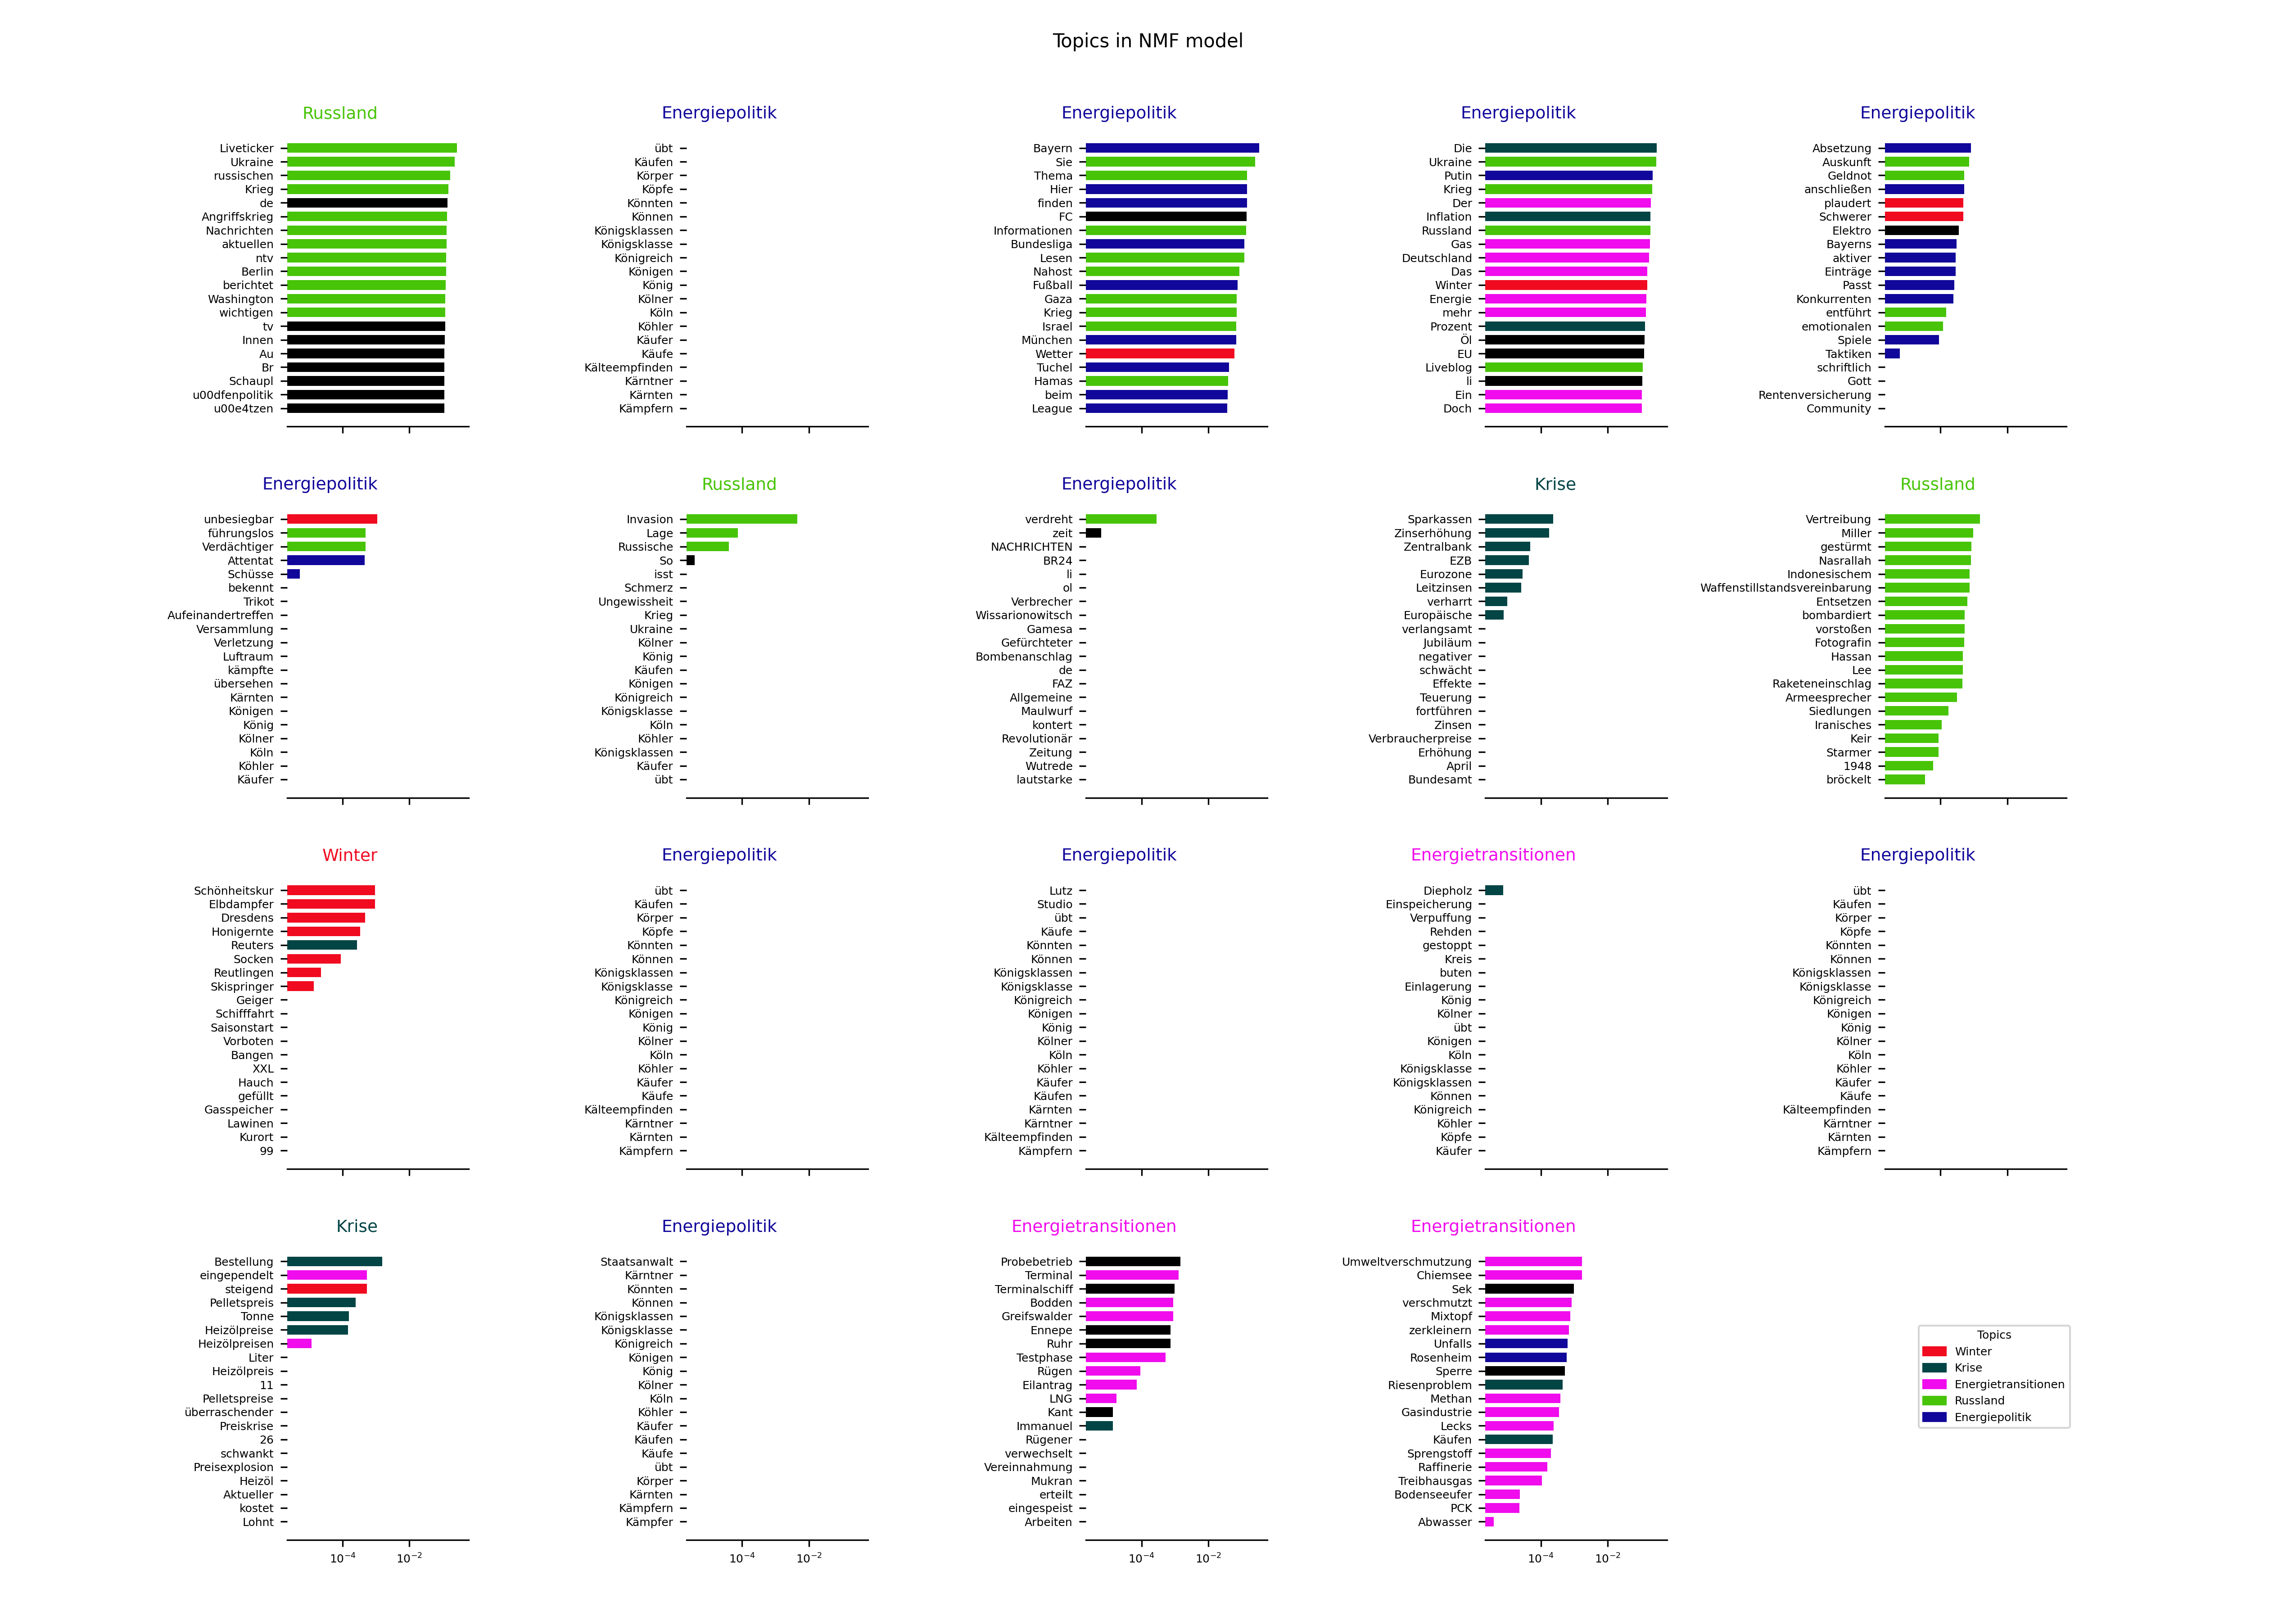 Topics in NMF model
Russland
Liveticker
Ukraine
russischen
Krieg
de
Angriffskrieg
Nachrichten
aktuellen
ntv
Berlin
berichtet
Washington
wichtigen
tv
Innen
Au
Br
Schaupl
u00dfenpolitik
u00e4tzen
Energiepolitik
übt
Käufen
Körper
Köpfe
Könnten
Können
Königsklassen
Königsklasse
Königreich
Königen
König
Kölner
Köln
Köhler
Käufer
Käufe
Kälteempfinden
Kärntner
Kärnten
Kämpfern
Energiepolitik
Bayern
Sie
Thema
Hier
finden
FC
Informationen
Bundesliga
Lesen
Nahost
Fußball
Gaza
Krieg
Israel
München
Wetter
Tuchel
Hamas
beim
League
Energiepolitik
Die
Ukraine
Putin
Krieg
Der
Inflation
Russland
Gas
Deutschland
Das
Winter
Energie
mehr
Prozent
Öl
EU
Liveblog
li
Ein
Doch
Energiepolitik
Absetzung
Auskunft
Geldnot
anschließen
plaudert
Schwerer
Elektro
Bayerns
aktiver
Einträge
Passt
Konkurrenten
entführt
emotionalen
Spiele
Taktiken
schriftlich
Gott
Rentenversicherung
Community
Energiepolitik
unbesiegbar
führungslos
Verdächtiger
Attentat
Schüsse
bekennt
Trikot
Aufeinandertreffen
Versammlung
Verletzung
Luftraum
kämpfte
übersehen
Kärnten
Königen
König
Kölner
Köln
Köhler
Käufer
Russland
Invasion
Lage
Russische
So
isst
Schmerz
Ungewissheit
Krieg
Ukraine
Kölner
König
Käufen
Königen
Königreich
Königsklasse
Köln
Köhler
Königsklassen
Käufer
übt
Energiepolitik
verdreht
zeit
NACHRICHTEN
BR24
li
ol
Verbrecher
Wissarionowitsch
Gamesa
Gefürchteter
Bombenanschlag
de
FAZ
Allgemeine
Maulwurf
kontert
Revolutionär
Zeitung
Wutrede
lautstarke
Krise
Sparkassen
Zinserhöhung
Zentralbank
EZB
Eurozone
Leitzinsen
verharrt
Europäische
verlangsamt
Jubiläum
negativer
schwächt
Effekte
Teuerung
fortführen
Zinsen
Verbraucherpreise
Erhöhung
April
Bundesamt
Russland
Vertreibung
Miller
gestürmt
Nasrallah
Indonesischem
Waffenstillstandsvereinbarung
Entsetzen
bombardiert
vorstoßen
Fotografin
Hassan
Lee
Raketeneinschlag
Armeesprecher
Siedlungen
Iranisches
Keir
Starmer
1948
bröckelt
Winter
Schönheitskur
Elbdampfer
Dresdens
Honigernte
Reuters
Socken
Reutlingen
Skispringer
Geiger
Schifffahrt
Saisonstart
Vorboten
Bangen
XXL
Hauch
gefüllt
Gasspeicher
Lawinen
Kurort
99
Energiepolitik
übt
Käufen
Körper
Köpfe
Könnten
Können
Königsklassen
Königsklasse
Königreich
Königen
König
Kölner
Köln
Köhler
Käufer
Käufe
Kälteempfinden
Kärntner
Kärnten
Kämpfern
Energiepolitik
Lutz
Studio
übt
Käufe
Könnten
Können
Königsklassen
Königsklasse
Königreich
Königen
König
Kölner
Köln
Köhler
Käufer
Käufen
Kärnten
Kärntner
Kälteempfinden
Kämpfern
Energietransitionen
Diepholz
Einspeicherung
Verpuffung
Rehden
gestoppt
Kreis
buten
Einlagerung
König
Kölner
übt
Königen
Köln
Königsklasse
Königsklassen
Können
Königreich
Köhler
Köpfe
Käufer
Energiepolitik
übt
Käufen
Körper
Köpfe
Könnten
Können
Königsklassen
Königsklasse
Königreich
Königen
König
Kölner
Köln
Köhler
Käufer
Käufe
Kälteempfinden
Kärntner
Kärnten
Kämpfern
Krise
Bestellung
eingependelt
steigend
Pelletspreis
Tonne
Heizölpreise
Heizölpreisen
Liter
Heizölpreis
11
Pelletspreise
überraschender
Preiskrise
26
schwankt
Preisexplosion
Heizöl
Aktueller
kostet
Lohnt
10⁻⁴ 10⁻²
Energiepolitik
Staatsanwalt
Kärntner
Könnten
Können
Königsklassen
Königsklasse
Königreich
Königen
König
Kölner
Köln
Köhler
Käufer
Käufen
Käufe
übt
Körper
Kärnten
Kämpfern
Kämpfer
10⁻⁴ 10⁻²
Energietransitionen
Probebetrieb
Terminal
Terminalschiff
Bodden
Greifswalder
Ennepe
Ruhr
Testphase
Rügen
Eilantrag
LNG
Kant
Immanuel
Rügener
verwechselt
Vereinnahmung
Mukran
erteilt
eingespeist
Arbeiten
10⁻⁴ 10⁻²
Energietransitionen
Umweltverschmutzung
Chiemsee
Sek
verschmutzt
Mixtopf
zerkleinern
Unfalls
Rosenheim
Sperre
Riesenproblem
Methan
Gasindustrie
Lecks
Käufen
Sprengstoff
Raffinerie
Treibhausgas
Bodenseeufer
PCK
Abwasser
10⁻⁴ 10⁻²
Topics
Winter
Krise
Energietransitionen
Russland
Energiepolitik